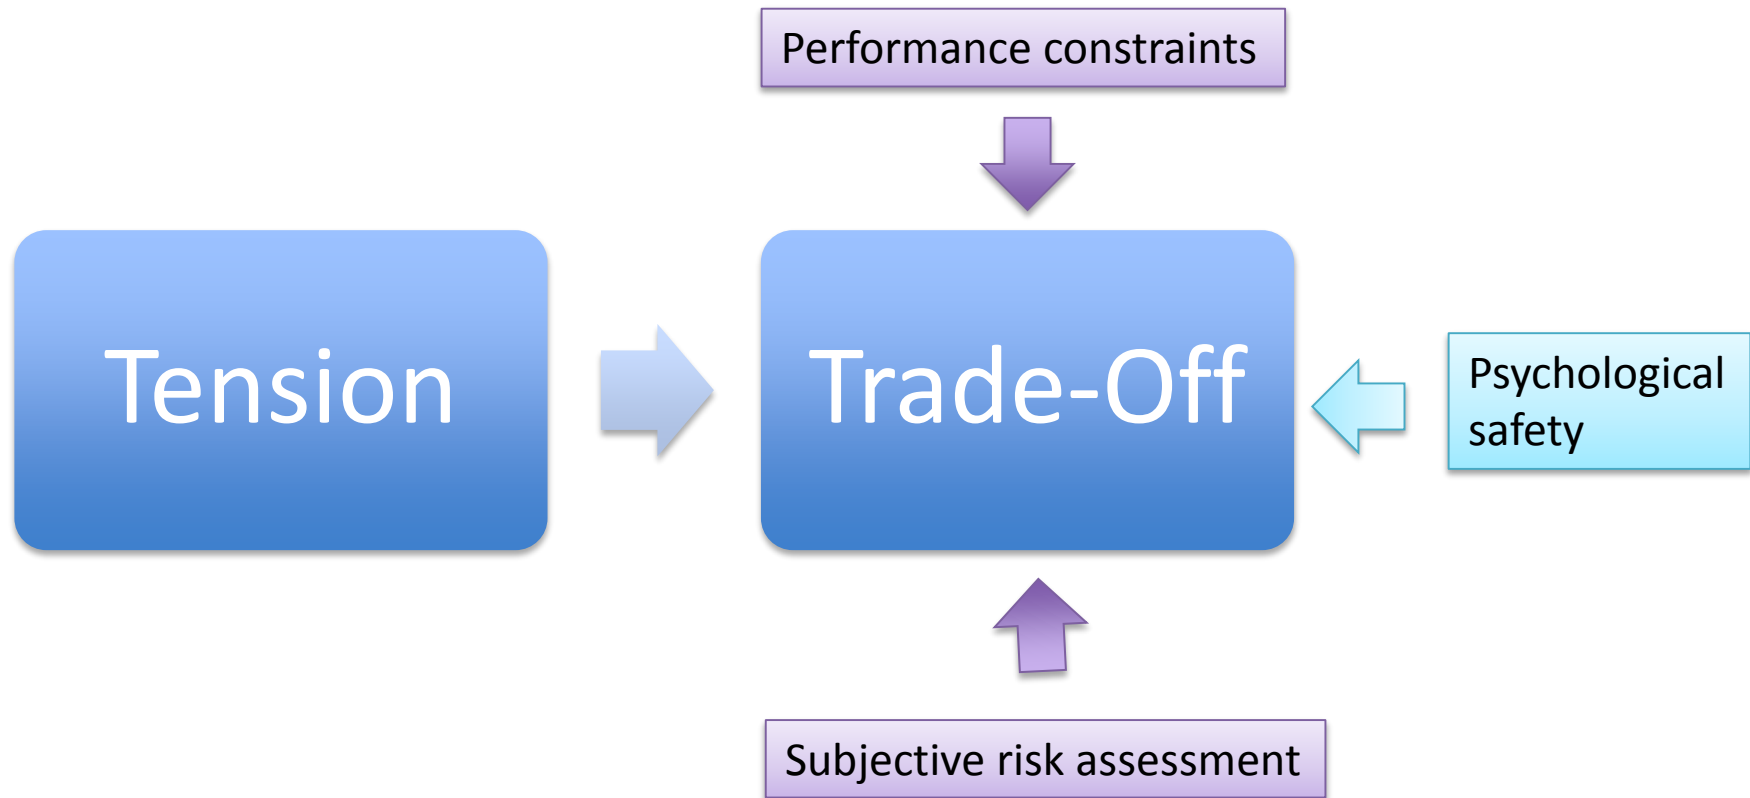 Performance constraints
Tension
Trade-Off
Psychological
safety
Subjective risk assessment